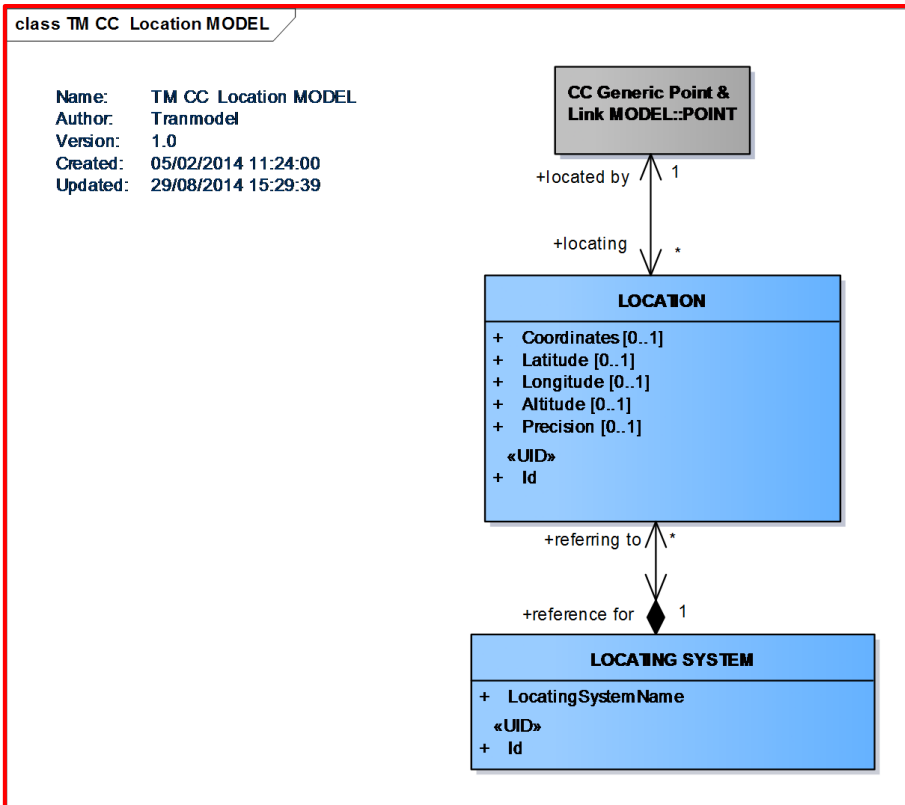 class TM CC Location MODEL
Name: TM CC Location MODEL
Author: Tranmodel
Version: 1.0
Created: 05/02/2014 11:24:00
Updated: 29/08/2014 15:29:39
CC Generic Point &
Link MODEL::POINT
+located by 1
+locating *
LOCATION
+ Coordinates [0..1]
+ Latitude [0..1]
+ Longitude [0..1]
+ Altitude [0..1]
+ Precision [0..1]
«UID»
+ Id
+referring to *
+reference for 1
LOCATING SYSTEM
+ LocatingSystemName
«UID»
+ Id